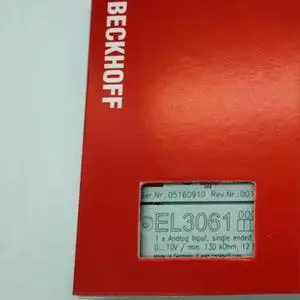 BECKHOFF
Ser.Nr.:05160910 Rev.Nr.:001
EL3061
1 x Analog Input, single ended
0...10V / min. 130 kOhm, 12
Made in Germany